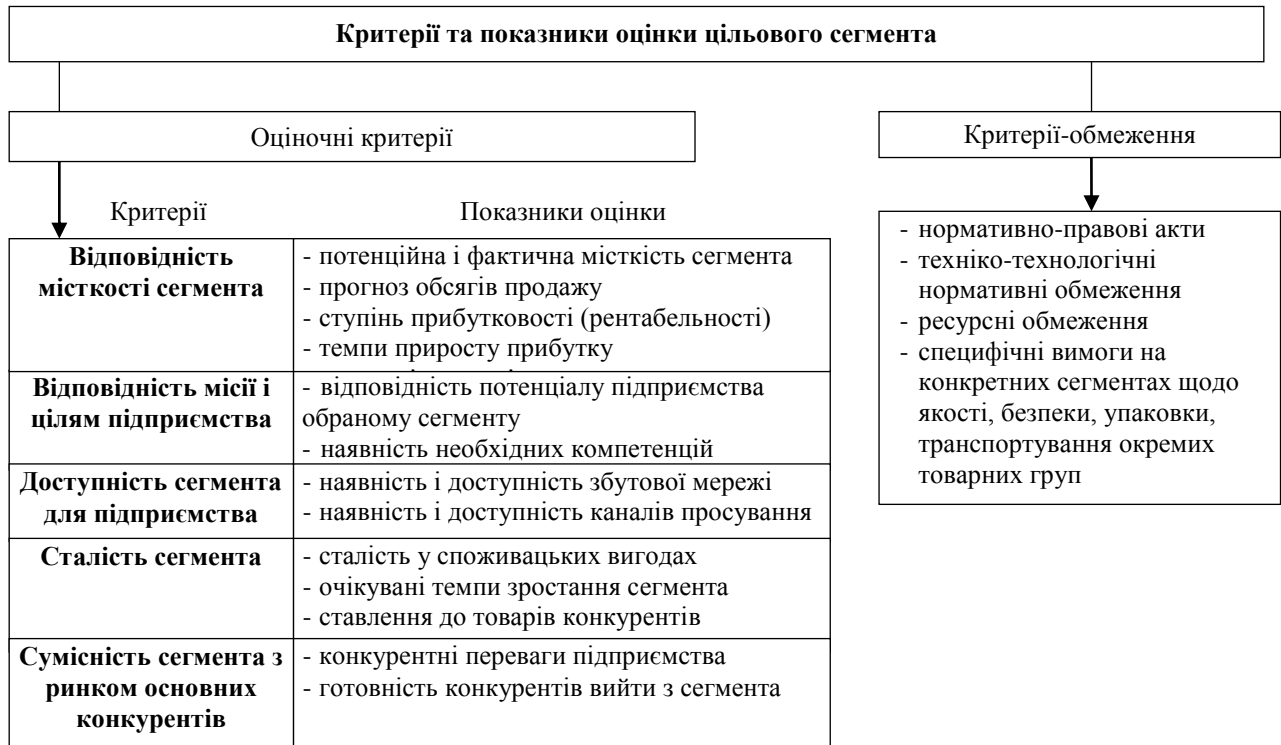 Критерії та показники оцінки цільового сегмента
Оціночні критерії
Критерії-обмеження
Критерії
Показники оцінки
Відповідність
місткості сегмента
- потенційна і фактична місткість сегмента
- прогноз обсягів продажу
- ступінь прибутковості (рентабельності)
- темпи приросту прибутку
Відповідність місії і
цілям підприємства
- відповідність потенціалу підприємства
обраному сегменту
- наявність необхідних компетенцій
Доступність сегмента
для підприємства
- наявність і доступність збутової мережі
- наявність і доступність каналів просування
Сталість сегмента
- сталість у споживацьких вигодах
- очікувані темпи зростання сегмента
- ставлення до товарів конкурентів
Сумісність сегмента з
ринком основних
конкурентів
- конкурентні переваги підприємства
- готовність конкурентів вийти з сегмента
- нормативно-правові акти
- техніко-технологічні
нормативні обмеження
- ресурсні обмеження
- специфічні вимоги на
конкретних сегментах щодо
якості, безпеки, упаковки,
транспортування окремих
товарних груп